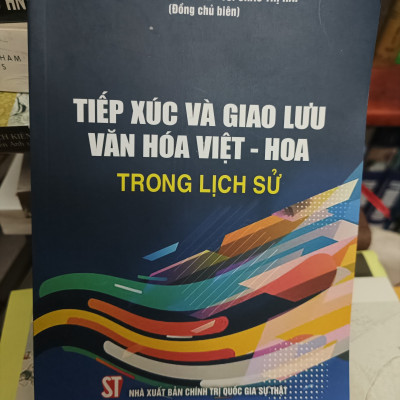 (Đồng chủ biên)
TIẾP XÚC VÀ GIAO LƯU
VĂN HÓA VIỆT - HOA
TRONG LỊCH SỬ
ST
NHÀ XUẤT BẢN CHÍNH TRỊ QUỐC GIA SỰ THẬT